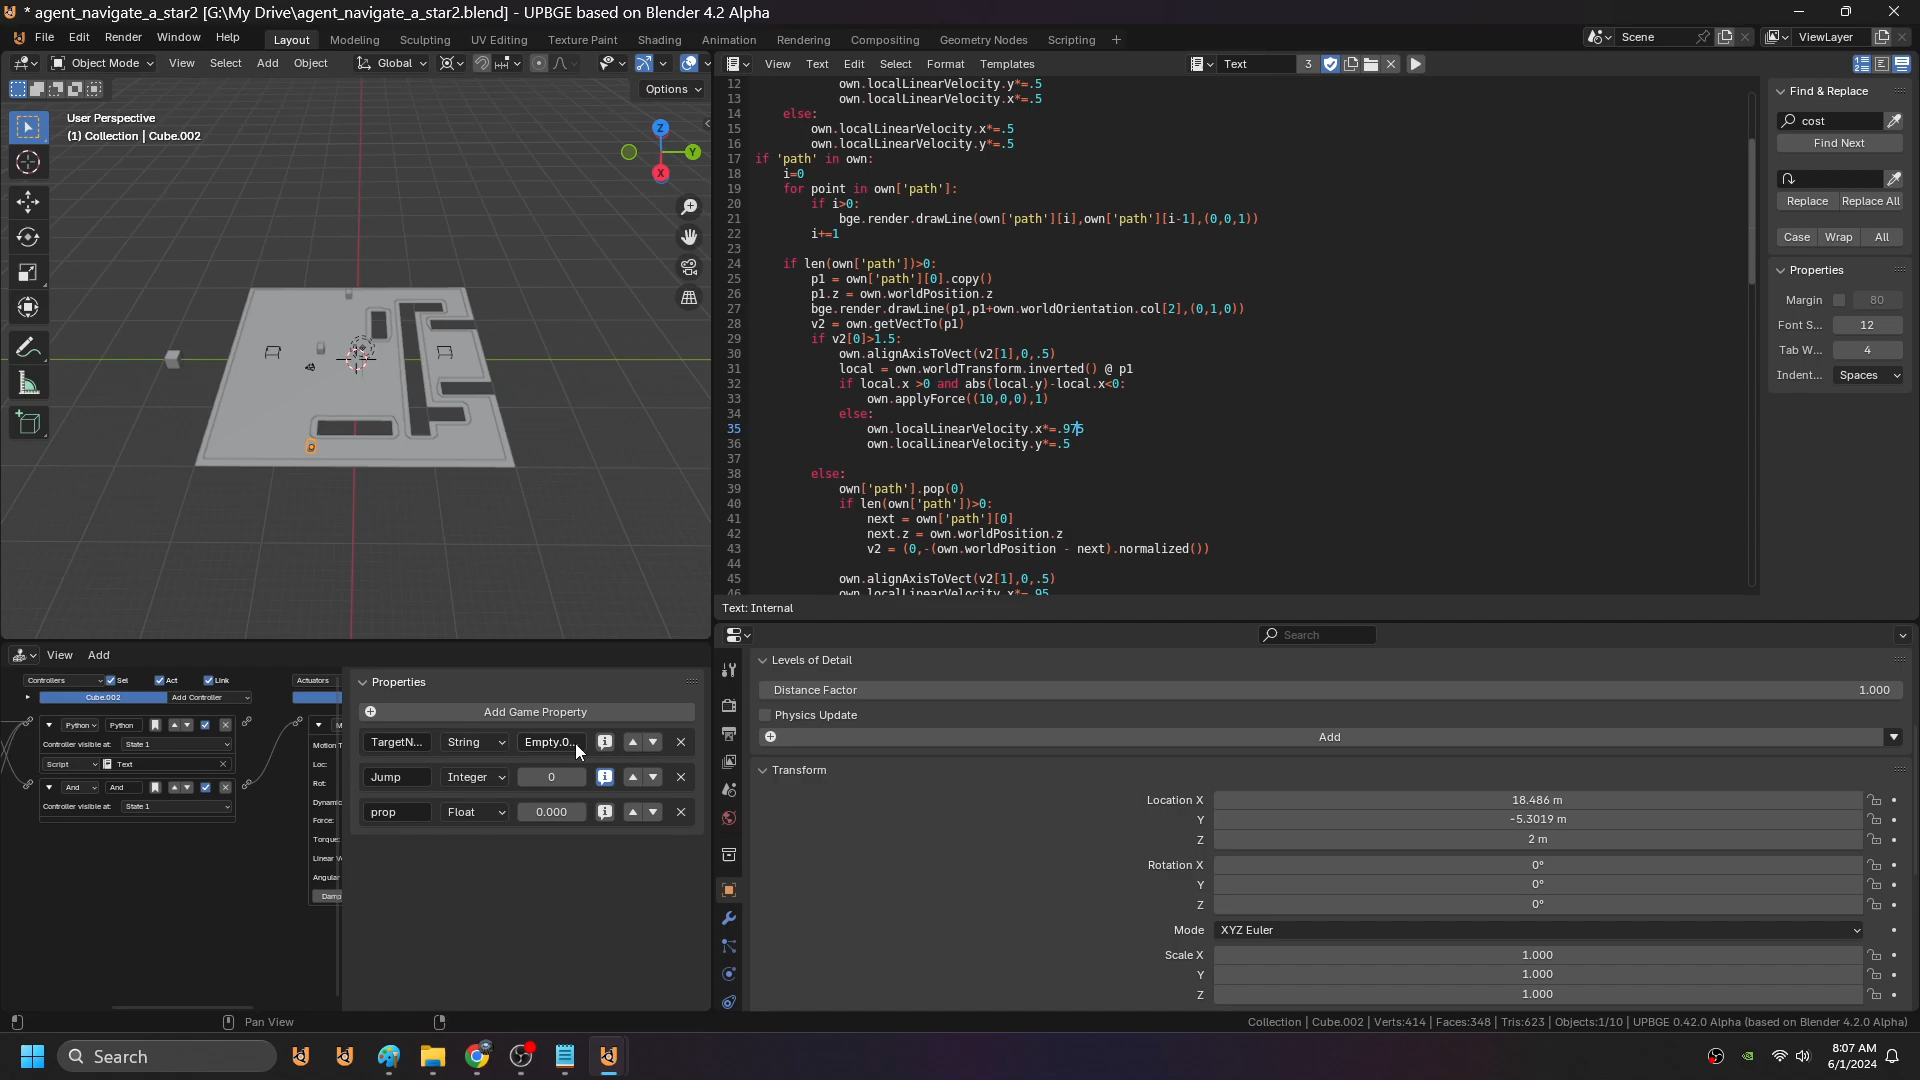 * agent_navigate_a_star2 [G:\My Drive\agent_navigate_a_star2.blend] - UPBGE based on Blender 4.2 Alpha
File Edit Render Window Help Layout Modeling Sculpting UV Editing Texture Paint Shading Animation Rendering Compositing Geometry Nodes Scripting + Scene ViewLayer
Object Mode View Select Add Object Global
Options
User Perspective
(1) Collection | Cube.002
Z
Y
X
View Text Edit Select Format Templates Text 3
12 own.localLinearVelocity.y*=.5
13 own.localLinearVelocity.x*=.5
14 else:
15 own.localLinearVelocity.x*=.5
16 own.localLinearVelocity.y*=.5
17 if 'path' in own:
18 i=0
19 for point in own['path']:
20 if i>0:
21 bge.render.drawLine(own['path'][i],own['path'][i-1],(0,0,1))
22 i+=1
23
24 if len(own['path'])>0:
25 p1 = own['path'][0].copy()
26 p1.z = own.worldPosition.z
27 bge.render.drawLine(p1,p1+own.worldOrientation.col[2],(0,1,0))
28 v2 = own.getVectTo(p1)
29 if v2[0]>1.5:
30 own.alignAxisToVect(v2[1],0,.5)
31 local = own.worldTransform.inverted() @ p1
32 if local.x >0 and abs(local.y)-local.x<0:
33 own.applyForce((10,0,0),1)
34 else:
35 own.localLinearVelocity.x*=.975
36 own.localLinearVelocity.y*=.5
37
38 else:
39 own['path'].pop(0)
40 if len(own['path'])>0:
41 next = own['path'][0]
42 next.z = own.worldPosition.z
43 v2 = (0,-(own.worldPosition - next).normalized())
44
45 own.alignAxisToVect(v2[1],0,.5)
46 own.localLinearVelocity.x*=.95
Text: Internal
Find & Replace
cost
Find Next
Replace Replace All
Case Wrap All
Properties
Margin 80
Font S... 12
Tab W... 4
Indent... Spaces
View Add
Controllers Sel Act Link Actuators
Cube.002 Add Controller
Python Python
Controller visible at: State 1
Script Text
And And
Controller visible at: State 1
Motion T
Loc:
Rot:
Dynamic
Force:
Torque:
Linear V
Angular
Damp
Properties
Add Game Property
TargetN... String Empty.0...
Jump Integer 0
prop Float 0.000
Search
Levels of Detail
Distance Factor 1.000
Physics Update
Add
Transform
Location X 18.486 m
Y -5.3019 m
Z 2 m
Rotation X 0°
Y 0°
Z 0°
Mode XYZ Euler
Scale X 1.000
Y 1.000
Z 1.000
Pan View
Collection | Cube.002 | Verts:414 | Faces:348 | Tris:623 | Objects:1/10 | UPBGE 0.42.0 Alpha (based on Blender 4.2.0 Alpha)
Search
8:07 AM
6/1/2024